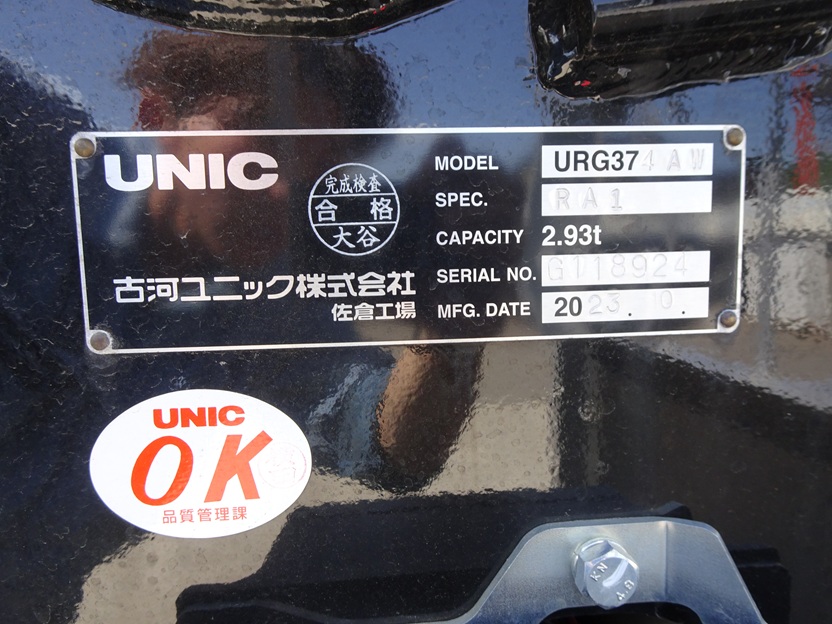 UNIC
完成検査
合格
大谷
古河ユニック株式会社
佐倉工場
MODEL URG374AW
SPEC. RA1
CAPACITY 2.93t
SERIAL NO. G118924
MFG. DATE 2023. 0.
UNIC
OK
品質管理課
KN